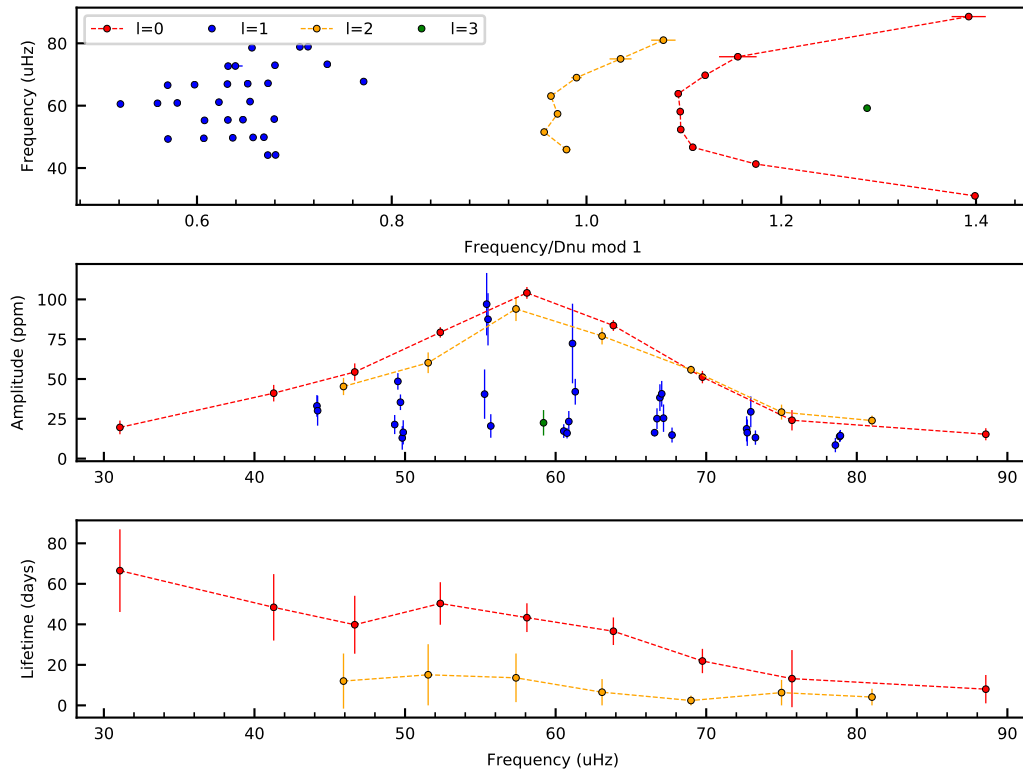 l=0 l=1 l=2 l=3
Frequency (uHz)
80
60
40
0.6 0.8 1.0 1.2 1.4
Frequency/Dnu mod 1
Amplitude (ppm)
100
75
50
25
0
30 40 50 60 70 80 90
Lifetime (days)
80
60
40
20
0
30 40 50 60 70 80 90
Frequency (uHz)